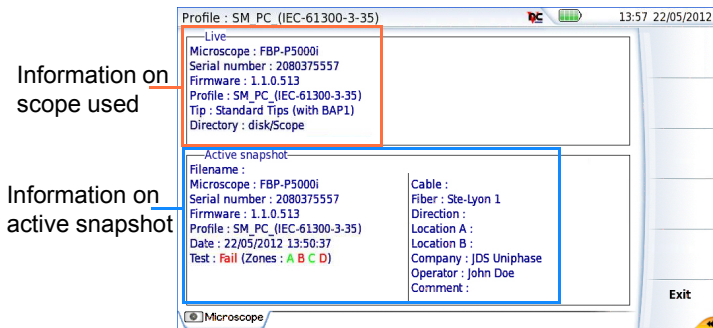 Profile : SM_PC_(IEC-61300-3-35)
13:57 22/05/2012
Live
Microscope : FBP-P5000i
Serial number : 2080375557
Firmware : 1.1.0.513
Profile : SM_PC_(IEC-61300-3-35)
Tip : Standard Tips (with BAP1)
Directory : disk/Scope
Information on
scope used
Active snapshot
Filename :
Microscope : FBP-P5000i
Serial number : 2080375557
Firmware : 1.1.0.513
Profile : SM_PC_(IEC-61300-3-35)
Date : 22/05/2012 13:50:37
Test : Fail (Zones : A B C D)
Cable :
Fiber : Ste-Lyon 1
Direction :
Location A :
Location B :
Company : JDS Uniphase
Operator : John Doe
Comment :
Information on
active snapshot
Exit
Microscope